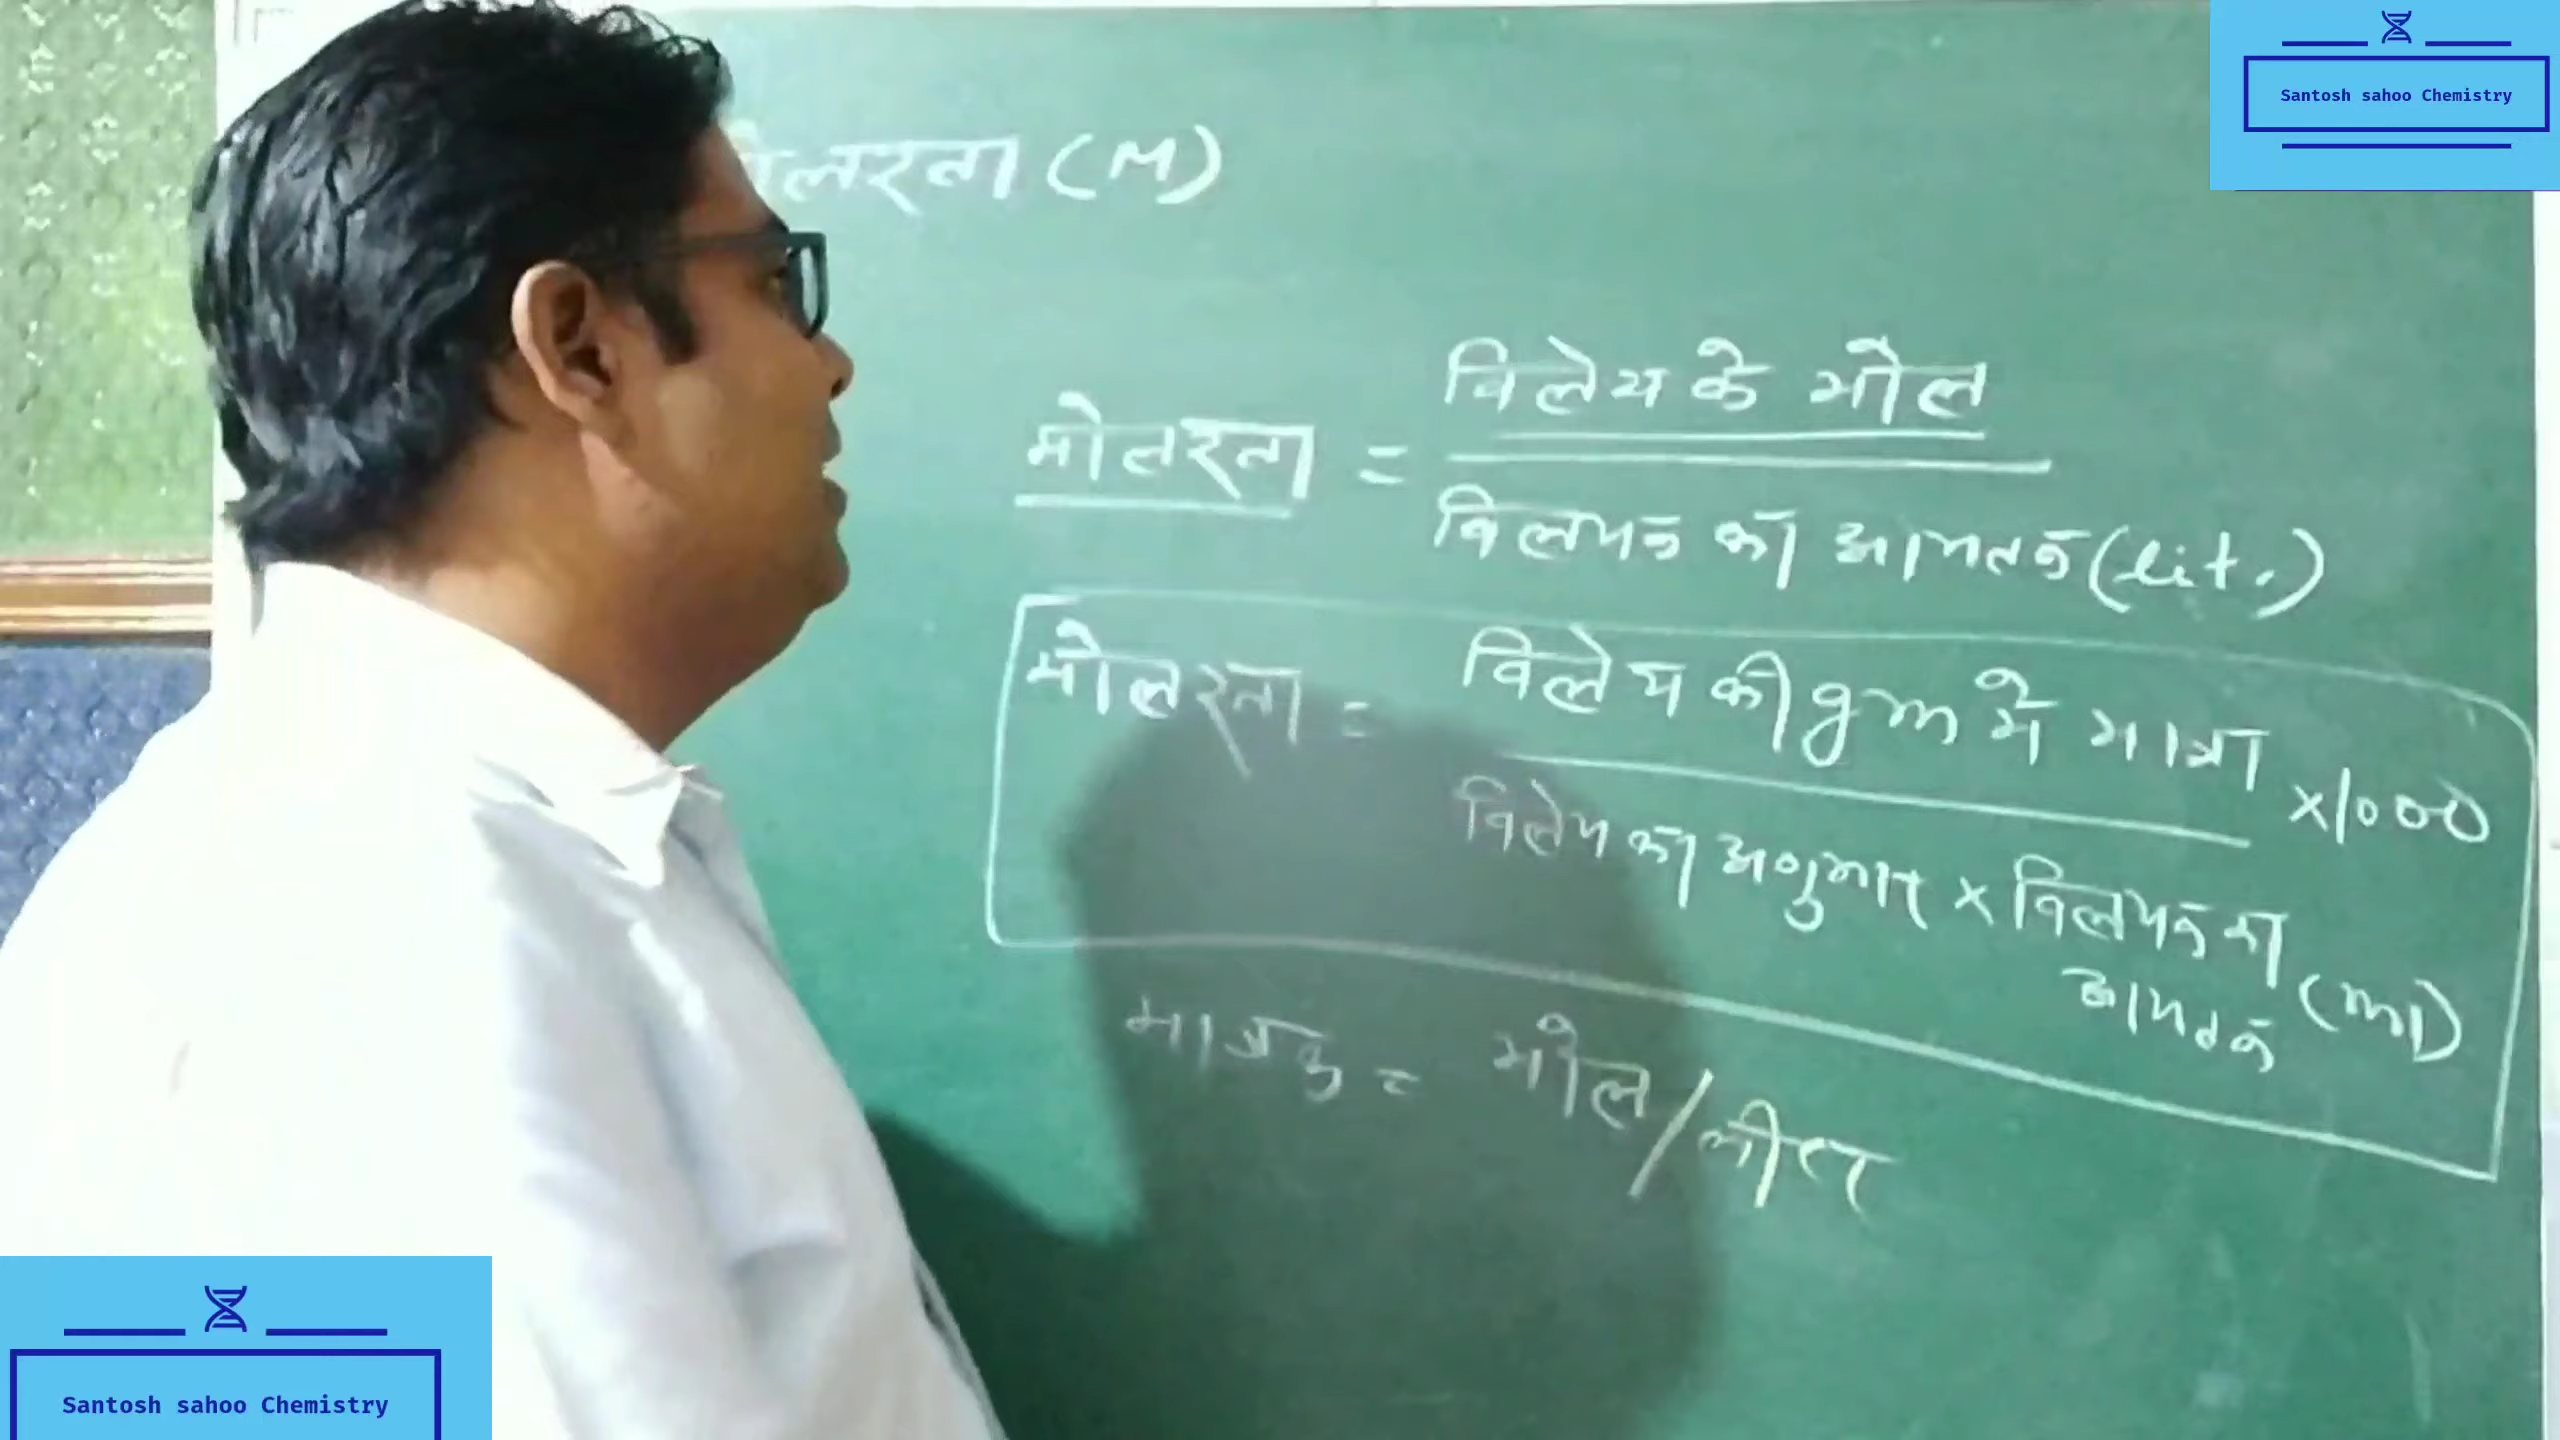 Santosh sahoo Chemistry
मोलरता (M)
मोलरता = विलेय के मोल
विलयन का आयतन (lit.)
मोलरता = विलेय की gm में मात्रा x1000
विलेय का अणुभार x विलयन का आयतन (ml)
मात्रक = मोल/लीटर
Santosh sahoo Chemistry